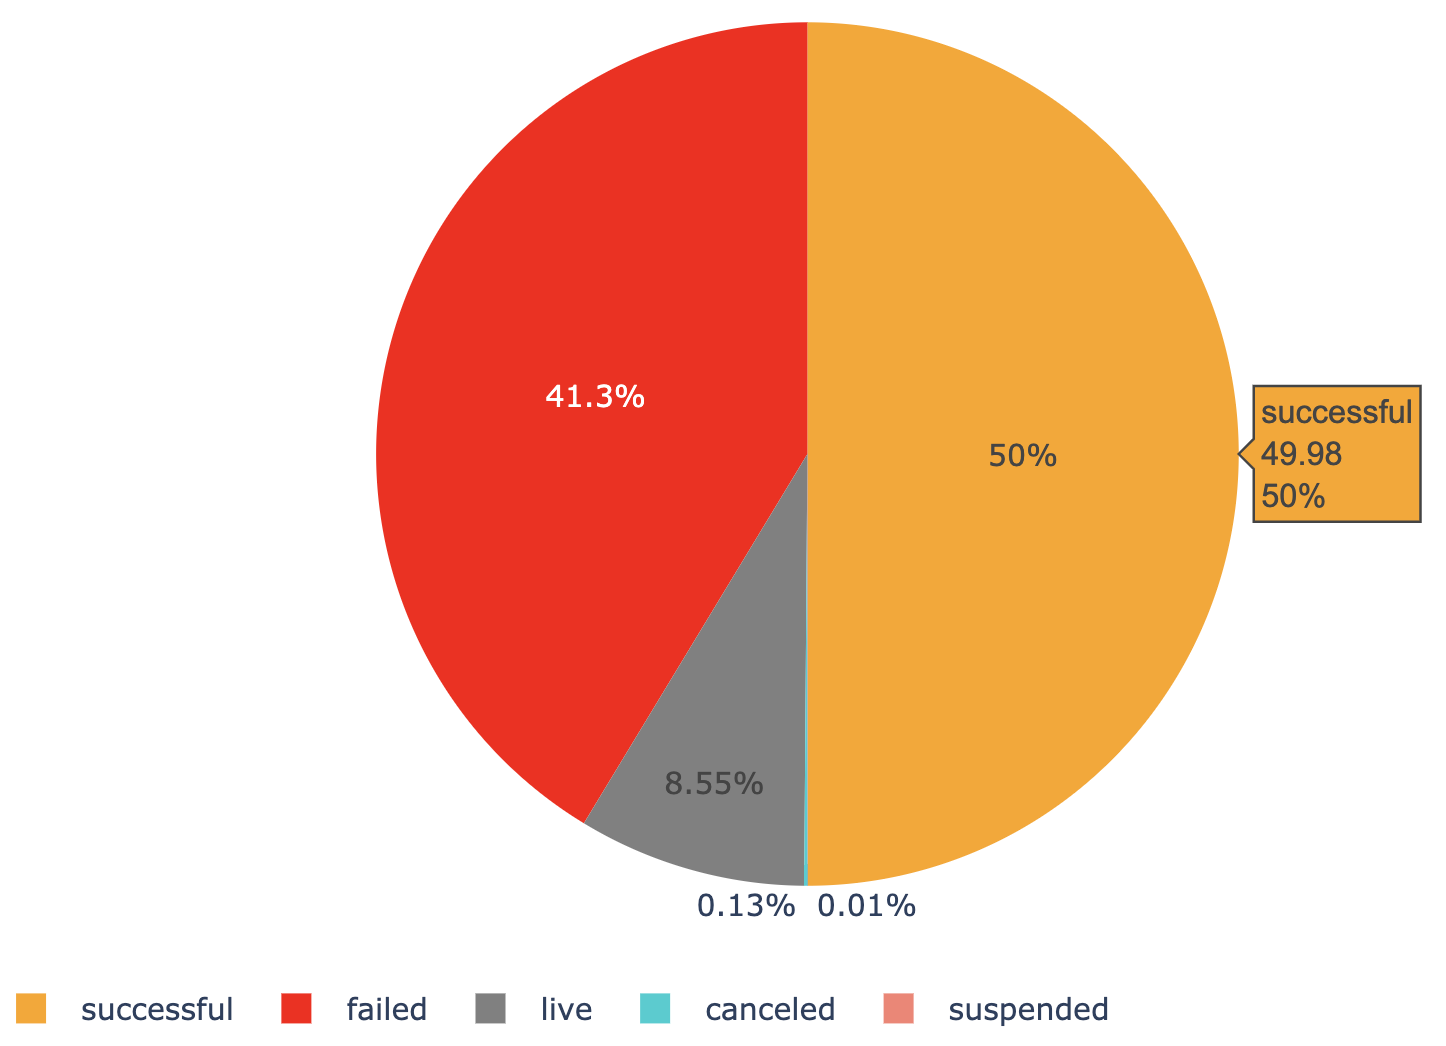 41.3%
50%
successful
49.98
50%
8.55%
0.13%
0.01%
successful
failed
live
canceled
suspended